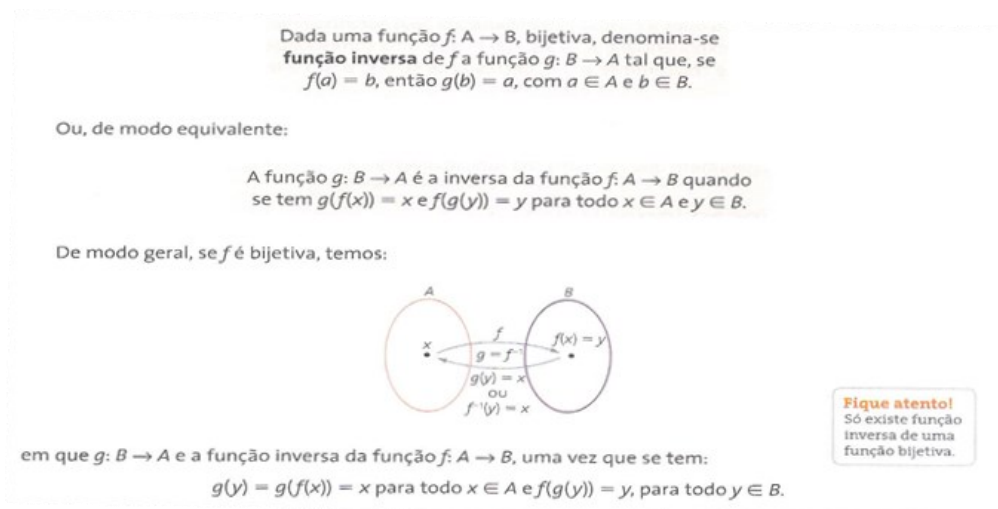 Dada uma função f: A → B, bijetiva, denomina-se
função inversa de f a função g: B → A tal que, se
f(a) = b, então g(b) = a, com a ∈ A e b ∈ B.
Ou, de modo equivalente:
A função g: B → A é a inversa da função f: A → B quando
se tem g(f(x)) = x e f(g(y)) = y para todo x ∈ A e y ∈ B.
De modo geral, se f é bijetiva, temos:
A
B
x
f
f(x) = y
g = f⁻¹
g(y) = x
ou
f⁻¹(y) = x
Fique atento!
Só existe função
inversa de uma
função bijetiva.
em que g: B → A e a função inversa da função f: A → B, uma vez que se tem:
g(y) = g(f(x)) = x para todo x ∈ A e f(g(y)) = y, para todo y ∈ B.